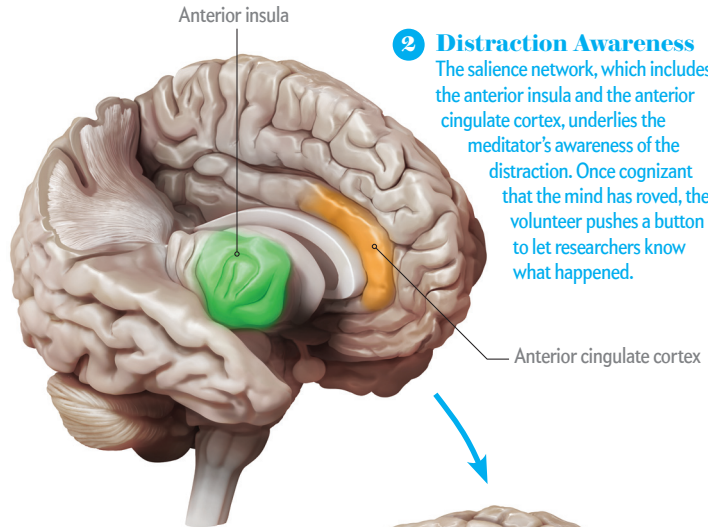 Anterior insula
2 Distraction Awareness
The salience network, which includes
the anterior insula and the anterior
cingulate cortex, underlies the
meditator's awareness of the
distraction. Once cognizant
that the mind has roved, the
volunteer pushes a button
to let researchers know
what happened.
Anterior cingulate cortex